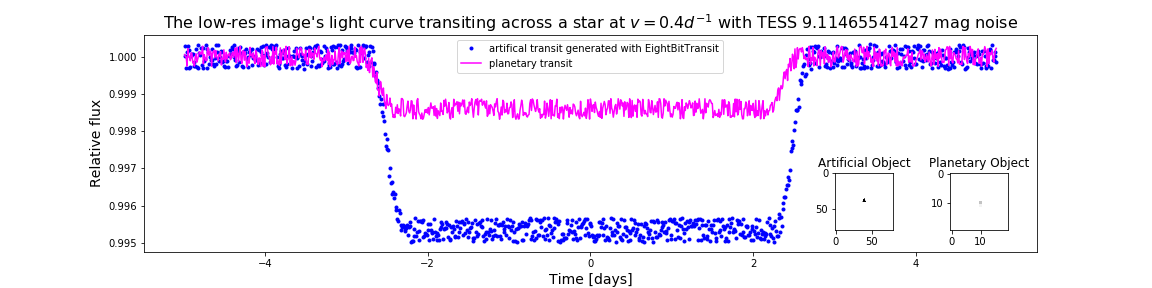 The low-res image's light curve transiting across a star at v = 0.4d⁻¹ with TESS 9.11465541427 mag noise
artifical transit generated with EightBitTransit
planetary transit
Relative flux
1.000
0.999
0.998
0.997
0.996
0.995
Artificial Object
Planetary Object
0
50
0
50
0
10
0
10
−4
−2
0
2
4
Time [days]